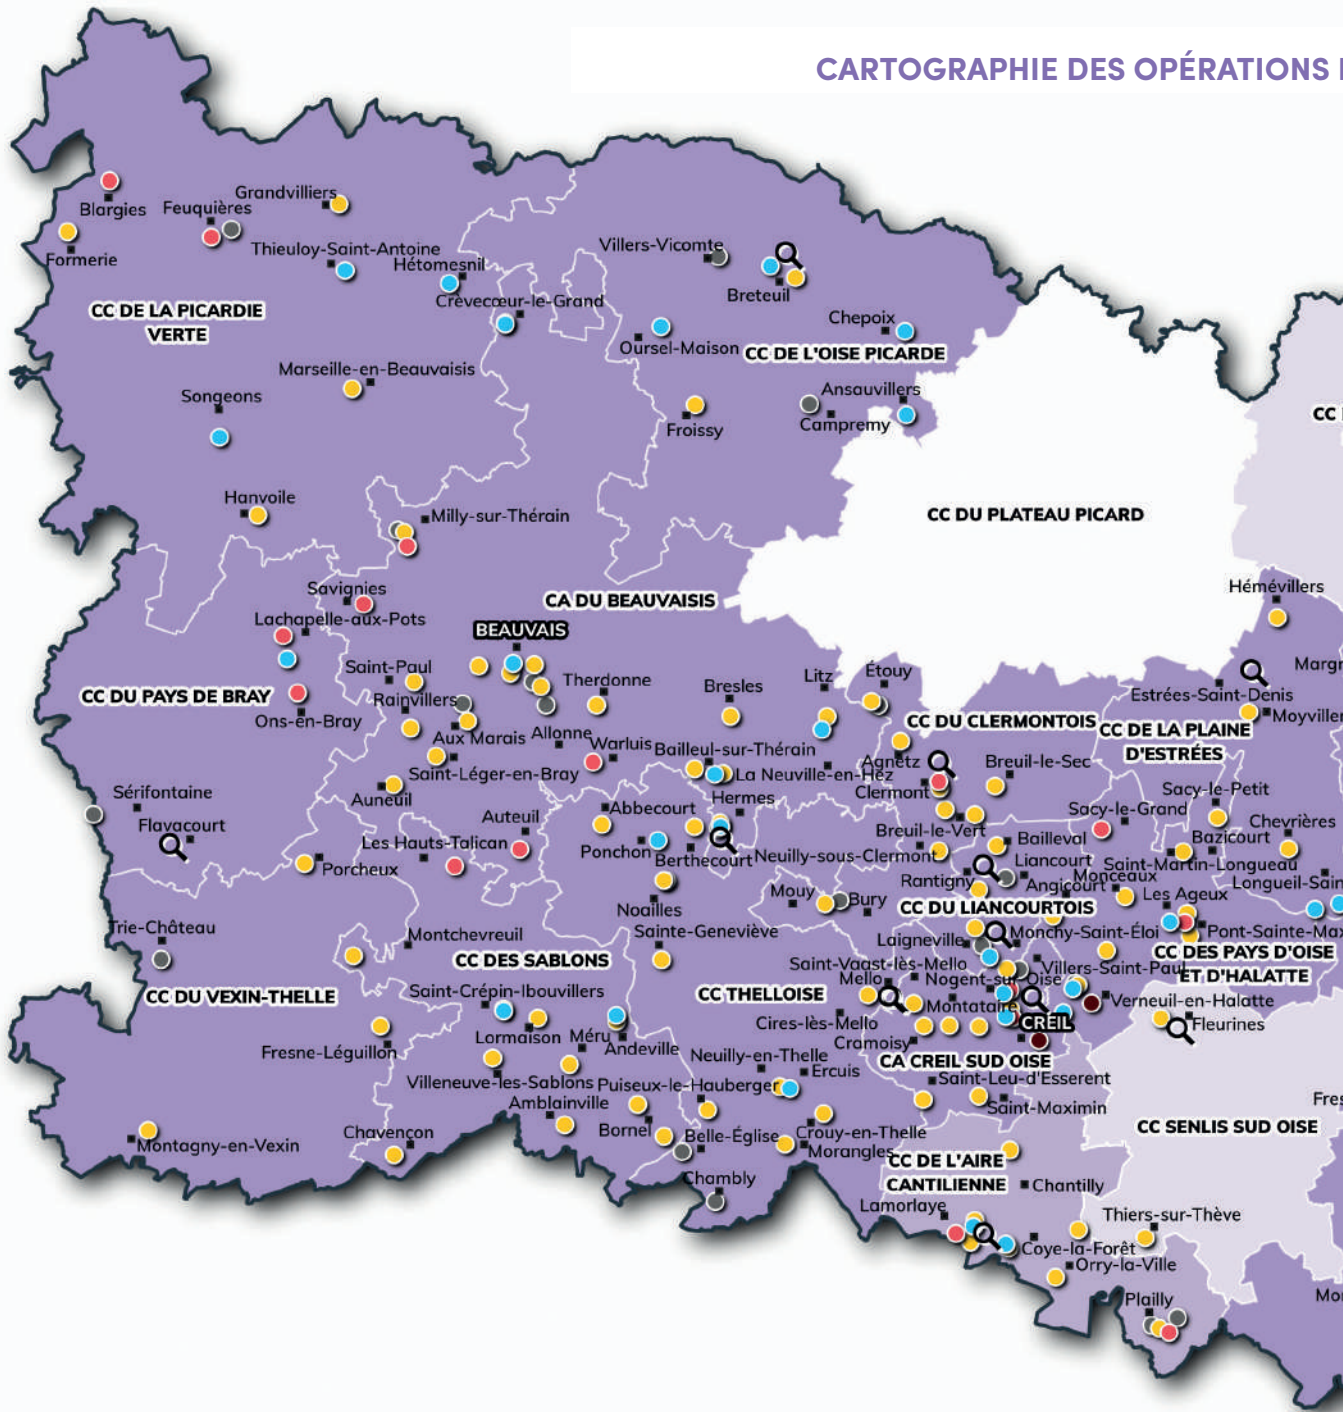 CARTOGRAPHIE DES OPÉRATIONS
Blargies
Feuquières
Grandvilliers
Formerie
Thieuloy-Saint-Antoine
Hétomesnil
Villers-Vicomte
Breteuil
Crèvecœur-le-Grand
CC DE LA PICARDIE
VERTE
Chepoix
Oursel-Maison
CC DE L'OISE PICARDE
Marseille-en-Beauvaisis
Songeons
Ansauvillers
Campremy
Froissy
CC
Hanvoile
Milly-sur-Thérain
CC DU PLATEAU PICARD
Savignies
CA DU BEAUVAISIS
Hémévillers
Lachapelle-aux-Pots
BEAUVAIS
Saint-Paul
Étouy
Litz
Therdonne
Bresles
CC DU PAYS DE BRAY
Rainvillers
Estrées-Saint-Denis
Ons-en-Bray
Moyviller
CC DU CLERMONTOIS
CC DE LA PLAINE
D'ESTRÉES
Aux Marais
Allonne
Warluis
Bailleul-sur-Thérain
Agnetz
Breuil-le-Sec
Saint-Léger-en-Bray
La Neuville-en-Hez
Clermont
Sérifontaine
Auneuil
Hermes
Abbecourt
Sacy-le-Petit
Sacy-le-Grand
Flavacourt
Auteuil
Chevrières
Les Hauts-Talican
Ponchon
Berthecourt
Breuil-le-Vert
Bailleval
Bazicourt
Neuilly-sous-Clermont
Liancourt
Saint-Martin-Longueau
Porcheux
Rantigny
Angicourt
Monceaux
Longueil-Sain
Mouy
Bury
Les Ageux
Noailles
CC DU LIANCOURTOIS
Trie-Château
Montchevreuil
Sainte-Geneviève
Laigneville
Monchy-Saint-Éloi
Pont-Sainte-Max
CC DES SABLONS
CC DES PAYS D'OISE
ET D'HALATTE
Saint-Vaast-lès-Mello
Villers-Saint-Paul
Mello
Nogent-sur-Oise
CC DU VEXIN-THELLE
Saint-Crépin-Ibouvillers
CC THELLOISE
Montataire
Verneuil-en-Halatte
Cires-lès-Mello
CREIL
Fleurines
Lormaison
Méru
Andeville
Cramoisy
Fresne-Léguillon
Neuilly-en-Thelle
CA CREIL SUD OISE
Ercuis
Villeneuve-les-Sablons
Puiseux-le-Hauberger
Saint-Leu-d'Esserent
Amblainville
Saint-Maximin
Bornel
CC SENLIS SUD OISE
Montagny-en-Vexin
Chavençon
Belle-Église
Crouy-en-Thelle
Morangles
CC DE L'AIRE
CANTILIENNE
Chambly
Chantilly
Lamorlaye
Thiers-sur-Thève
Coye-la-Forêt
Orry-la-Ville
Plailly
Margn
Fres
Mo